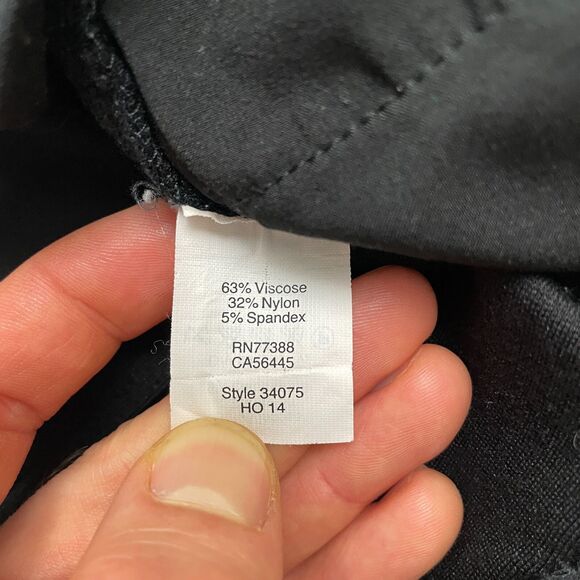 63% Viscose
32% Nylon
5% Spandex
RN77388
CA56445
Style 34075
HO 14